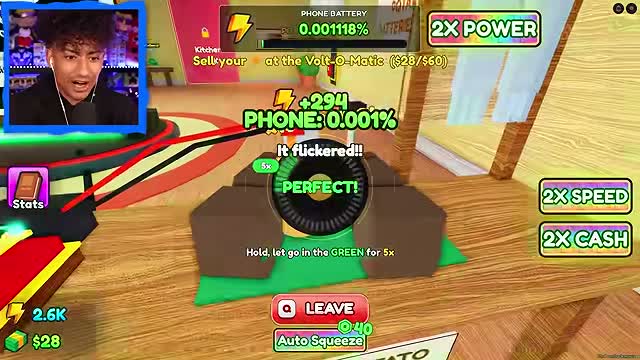 PHONE BATTERY
0.001118%
2X POWER
Kitchen
Sell your at the Volt-O-Matic ($28/$60)
+294
PHONE: 0.001%
It flickered!!
5x
PERFECT!
Stats
2X SPEED
Hold, let go in the GREEN for 5x
2X CASH
Q LEAVE
2.6K
40
$28
Auto Squeeze